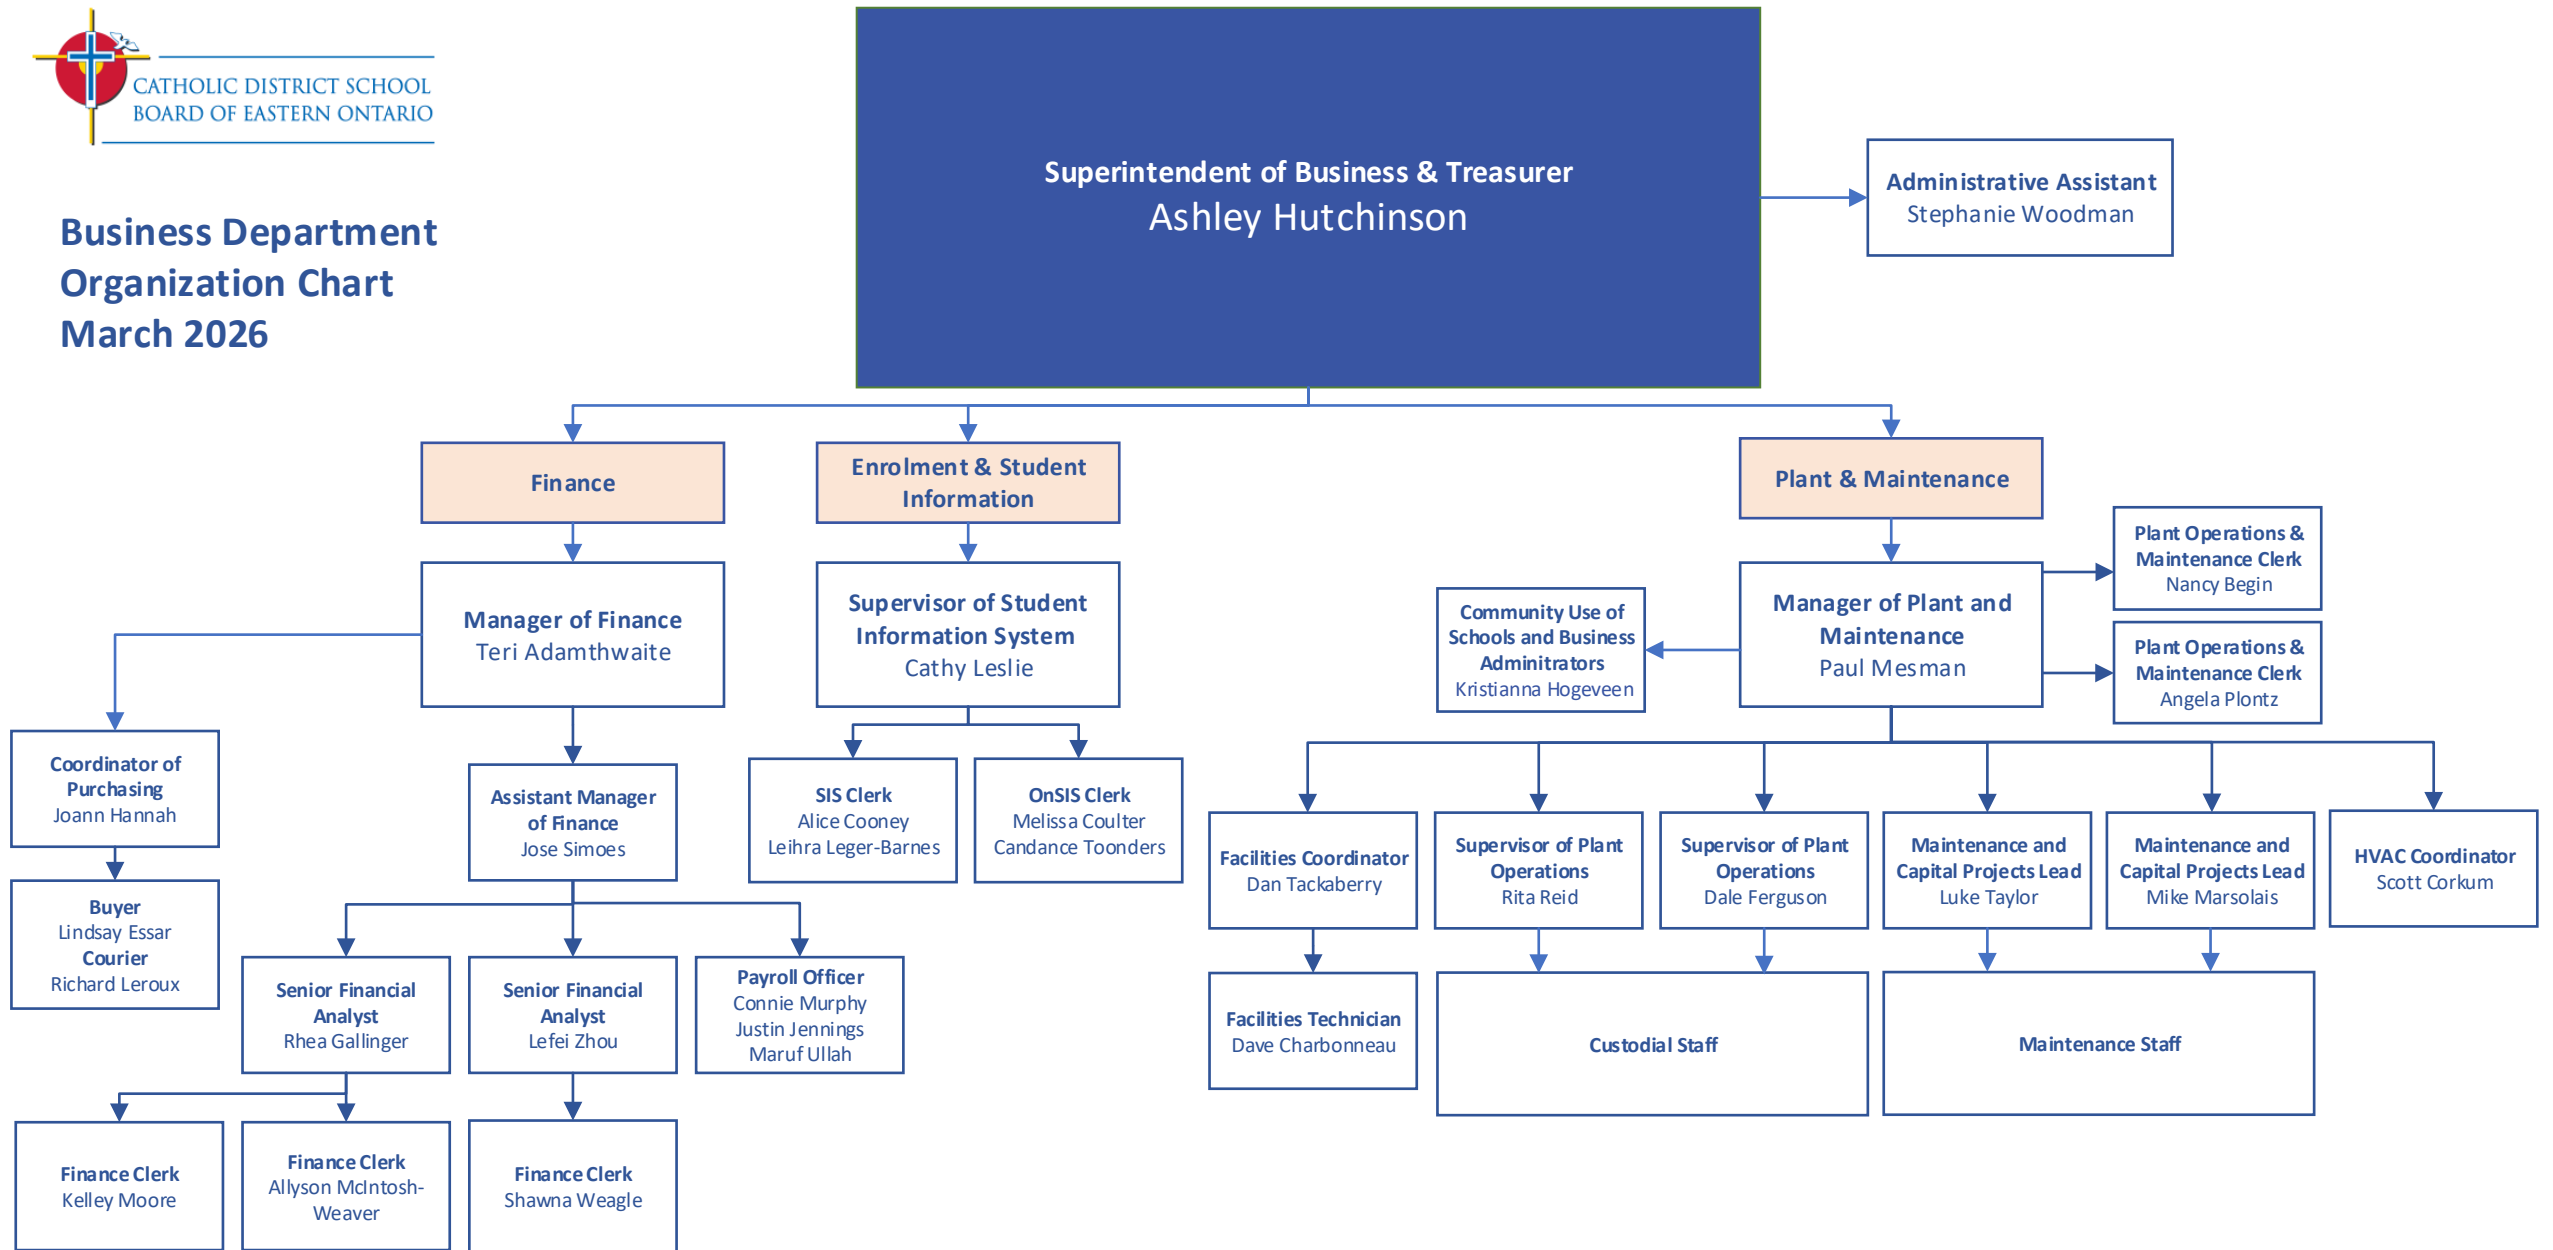 CATHOLIC DISTRICT SCHOOL
BOARD OF EASTERN ONTARIO
Business Department
Organization Chart
March 2026
Superintendent of Business & Treasurer
Ashley Hutchinson
Administrative Assistant
Stephanie Woodman
Finance
Enrolment & Student
Information
Plant & Maintenance
Manager of Finance
Teri Adamthwaite
Supervisor of Student
Information System
Cathy Leslie
Community Use of
Schools and Business
Adminitrators
Kristianna Hogeveen
Manager of Plant and
Maintenance
Paul Mesman
Plant Operations &
Maintenance Clerk
Nancy Begin
Plant Operations &
Maintenance Clerk
Angela Plontz
Coordinator of
Purchasing
Joann Hannah
Assistant Manager
of Finance
Jose Simoes
SIS Clerk
Alice Cooney
Leihra Leger-Barnes
OnSIS Clerk
Melissa Coulter
Candance Toonders
Facilities Coordinator
Dan Tackaberry
Supervisor of Plant
Operations
Rita Reid
Supervisor of Plant
Operations
Dale Ferguson
Maintenance and
Capital Projects Lead
Luke Taylor
Maintenance and
Capital Projects Lead
Mike Marsolais
HVAC Coordinator
Scott Corkum
Buyer
Lindsay Essar
Courier
Richard Leroux
Senior Financial
Analyst
Rhea Gallinger
Senior Financial
Analyst
Lefei Zhou
Payroll Officer
Connie Murphy
Justin Jennings
Maruf Ullah
Facilities Technician
Dave Charbonneau
Custodial Staff
Maintenance Staff
Finance Clerk
Kelley Moore
Finance Clerk
Allyson McIntosh-
Weaver
Finance Clerk
Shawna Weagle